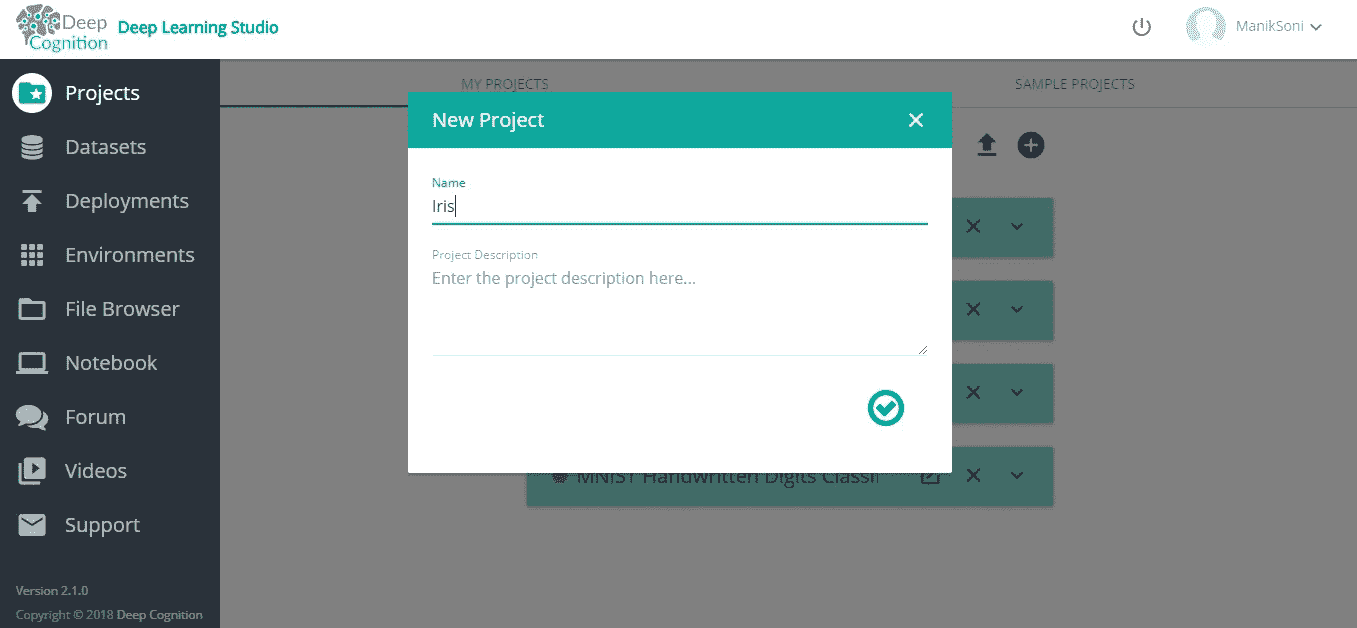 Deep
Cognition
Deep Learning Studio
ManikSoni
Projects
Datasets
Deployments
Environments
File Browser
Notebook
Forum
Videos
Support
Version 2.1.0
Copyright © 2018 Deep Cognition
MY PROJECTS
SAMPLE PROJECTS
New Project
Name
Iris
Project Description
Enter the project description here...
MNIST Handwritten Digits Classif